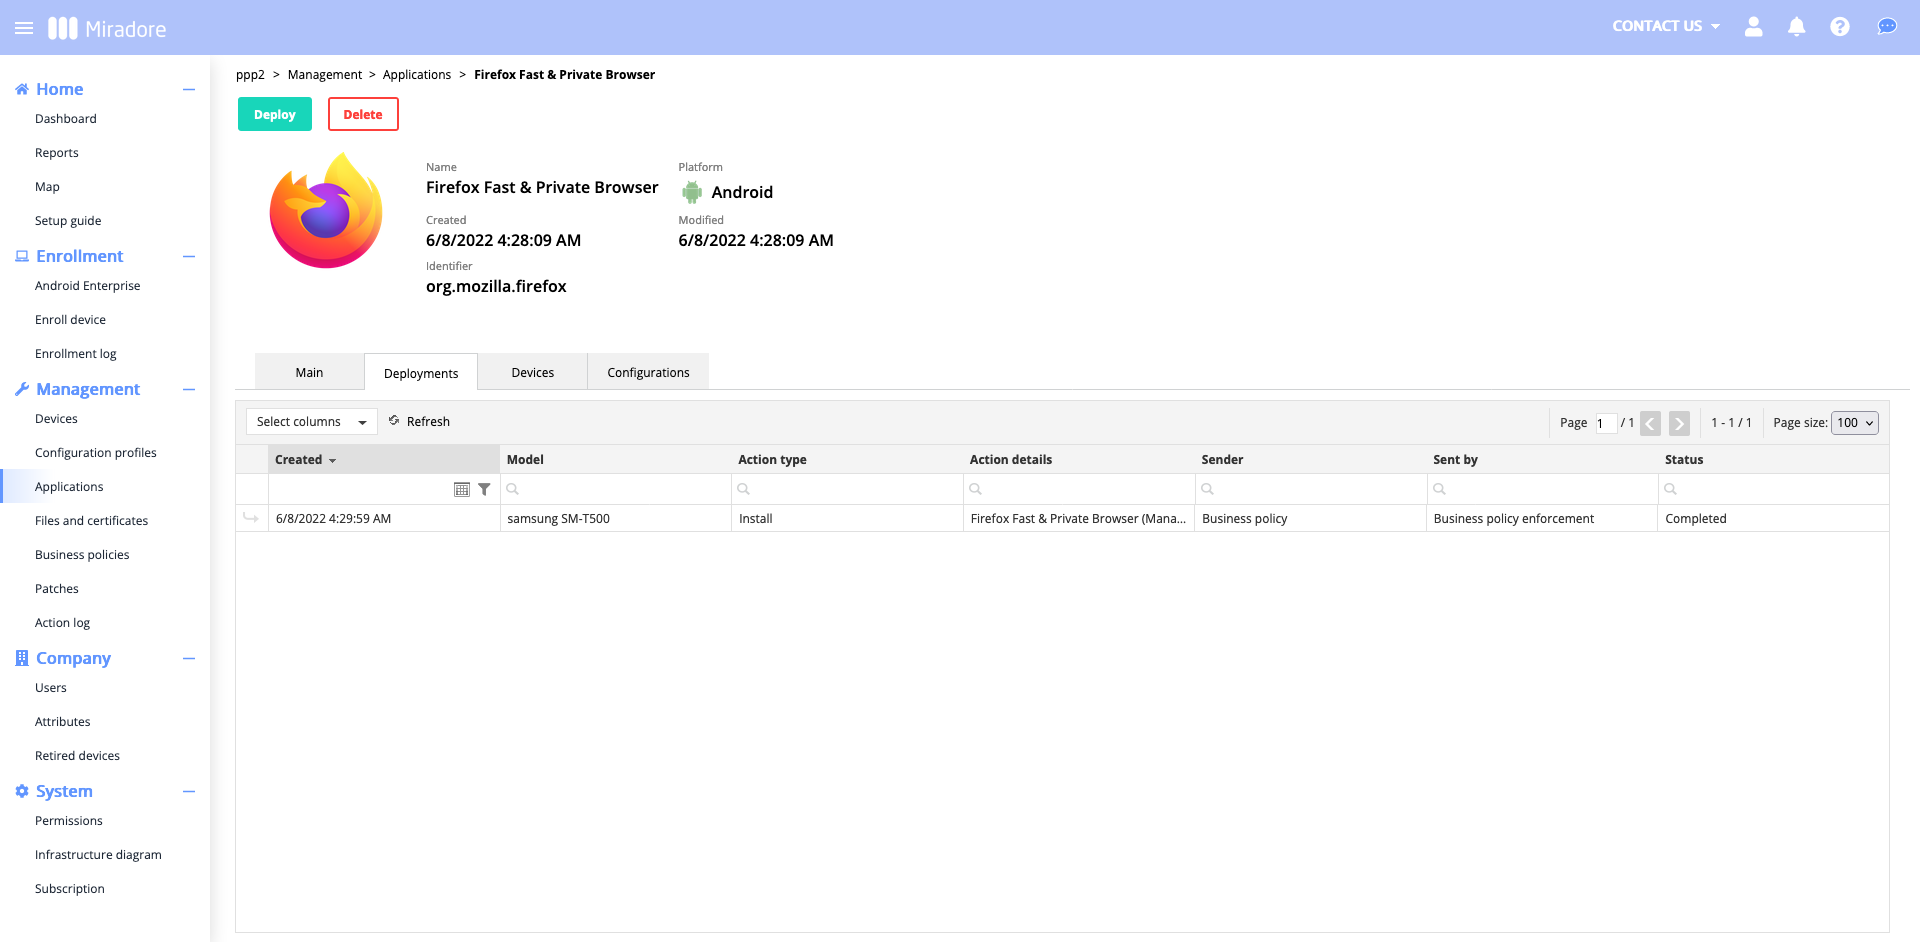 Miradore
CONTACT US
Home
Dashboard
Reports
Map
Setup guide
Enrollment
Android Enterprise
Enroll device
Enrollment log
Management
Devices
Configuration profiles
Applications
Files and certificates
Business policies
Patches
Action log
Company
Users
Attributes
Retired devices
System
Permissions
Infrastructure diagram
Subscription
ppp2 > Management > Applications > Firefox Fast & Private Browser
Deploy Delete
Name
Firefox Fast & Private Browser
Platform
Android
Created
6/8/2022 4:28:09 AM
Modified
6/8/2022 4:28:09 AM
Identifier
org.mozilla.firefox
Main Deployments Devices Configurations
Select columns Refresh Page 1 / 1 1 - 1 / 1 Page size: 100
Created Model Action type Action details Sender Sent by Status
6/8/2022 4:29:59 AM samsung SM-T500 Install Firefox Fast & Private Browser (Mana... Business policy Business policy enforcement Completed